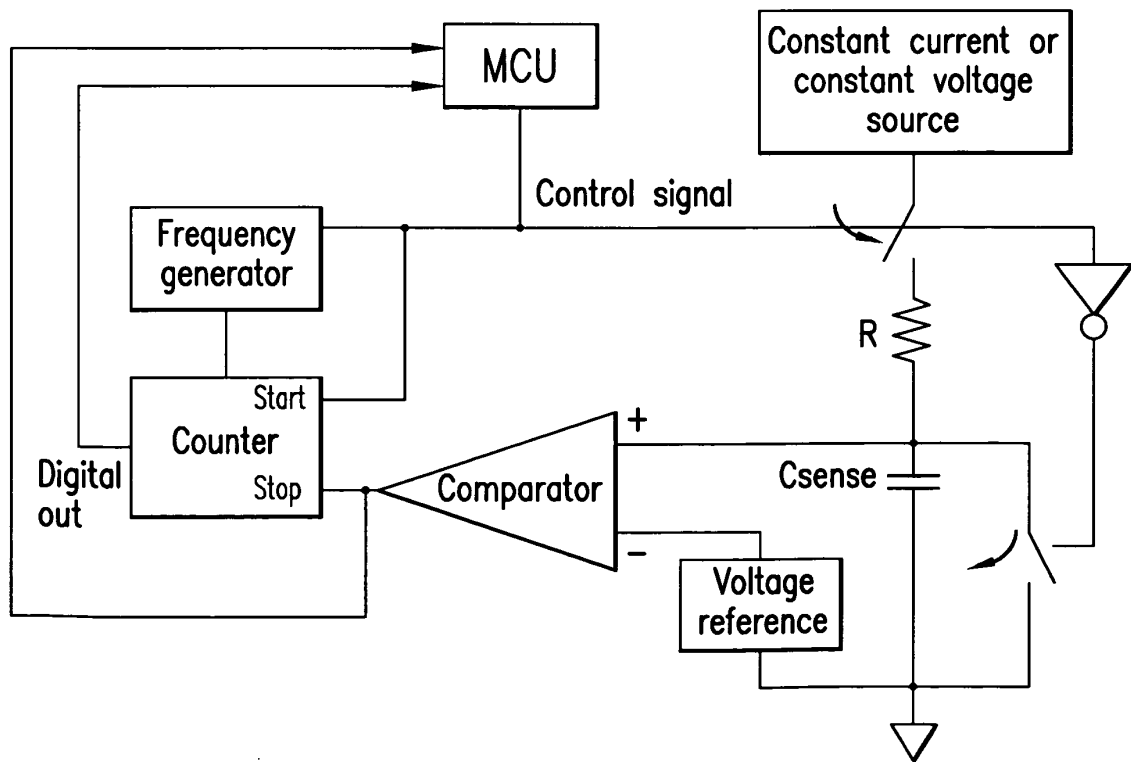 MCU
Constant current or
constant voltage
source
Control signal
Frequency
generator
R
Start
Counter
Stop
Digital
out
+
Comparator
−
Csense
Voltage
reference